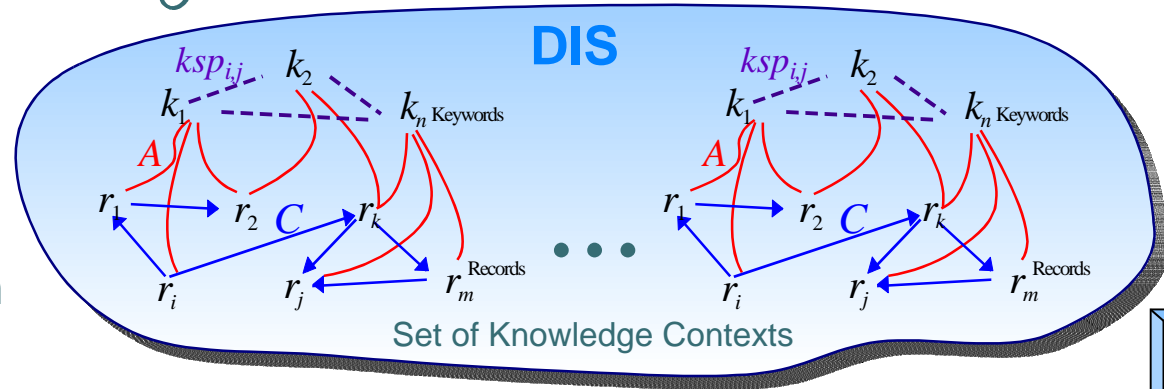 DIS
ksp_{i,j} k_2 ksp_{i,j} k_2
k_1 k_n Keywords k_1 k_n Keywords
A A
r_1 r_2 C r_k r_1 r_2 C r_k
• • •
r_i r_j r_m Records r_i r_j r_m Records
Set of Knowledge Contexts